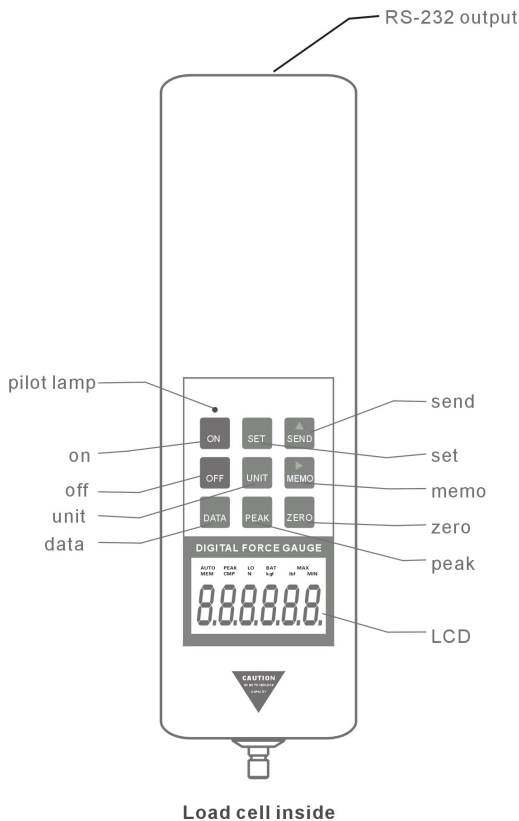 RS-232 output
pilot lamp
on
off
unit
data
send
set
memo
zero
peak
LCD
ON SET SEND
OFF UNIT MEMO
DATA PEAK ZERO
DIGITAL FORCE GAUGE
AUTO PEAK LO BAT MAX
MEM CMP N kgf lbf MIN
8.8.8.8.8.8.
CAUTION
CAPACITY
Load cell inside